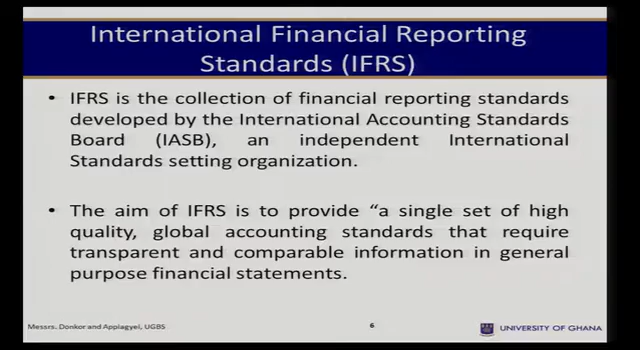 International Financial Reporting
Standards (IFRS)
• IFRS is the collection of financial reporting standards
developed by the International Accounting Standards
Board (IASB), an independent International
Standards setting organization.
• The aim of IFRS is to provide “a single set of high
quality, global accounting standards that require
transparent and comparable information in general
purpose financial statements.
Messrs. Donkor and Applagyei, UGBS
6
UNIVERSITY OF GHANA